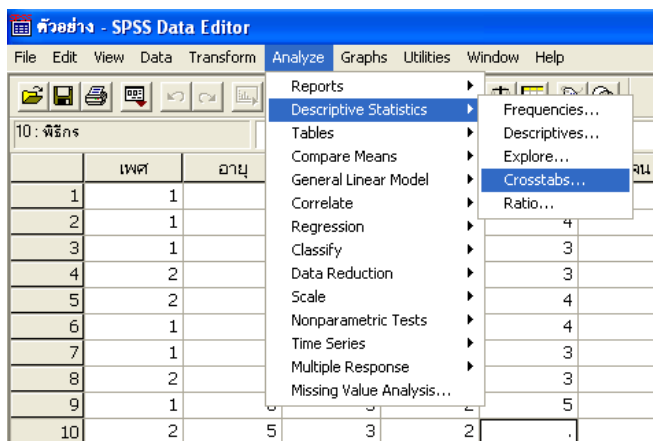 ตัวอย่าง - SPSS Data Editor
File Edit View Data Transform Analyze Graphs Utilities Window Help
10 : พิธีกร
Reports
Descriptive Statistics
Tables
Compare Means
General Linear Model
Correlate
Regression
Classify
Data Reduction
Scale
Nonparametric Tests
Time Series
Multiple Response
Missing Value Analysis...
Frequencies...
Descriptives...
Explore...
Crosstabs...
Ratio...
เพศ อายุ
1 1
2 1 4
3 1 3
4 2 3
5 2 4
6 1 4
7 1 3
8 2 3
9 1 5
10 2 5 3 2 .